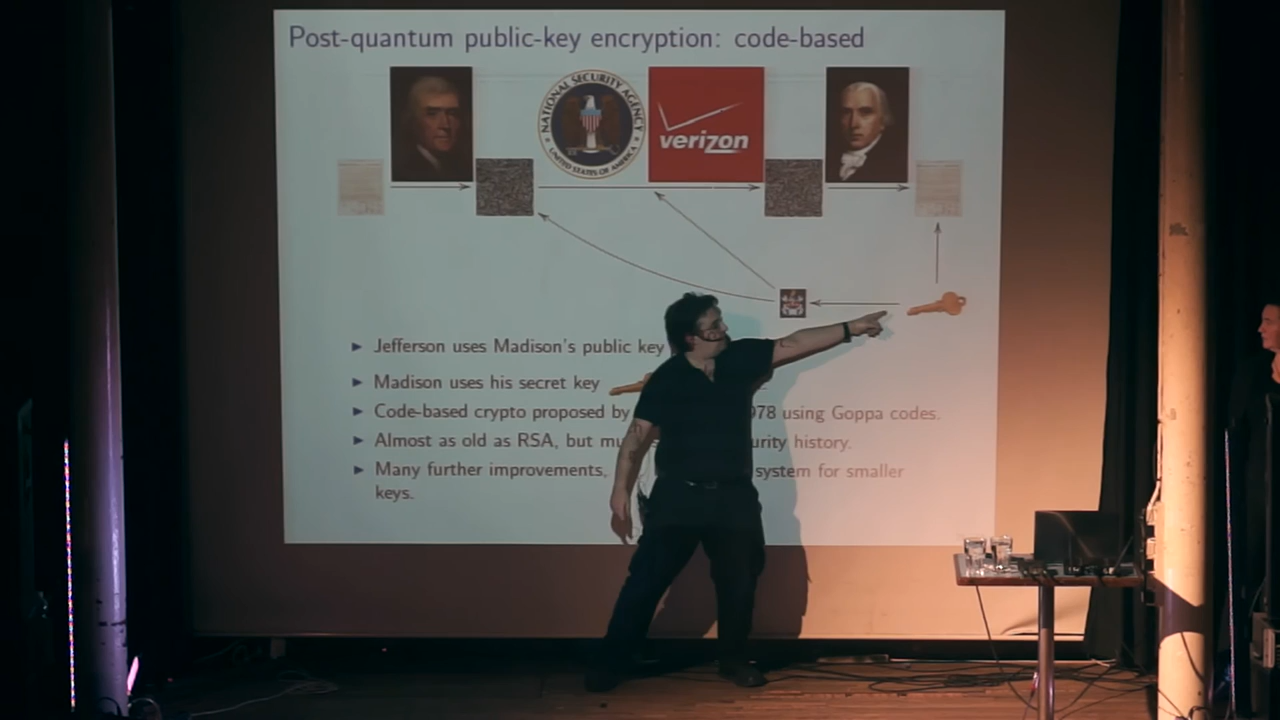 Post-quantum public-key encryption: code-based
NATIONAL SECURITY AGENCY
UNITED STATES OF AMERICA
verizon
Jefferson uses Madison's public key
Madison uses his secret key
Code-based crypto proposed by 978 using Goppa codes.
Almost as old as RSA, but mu urity history.
Many further improvements, system for smaller
keys.